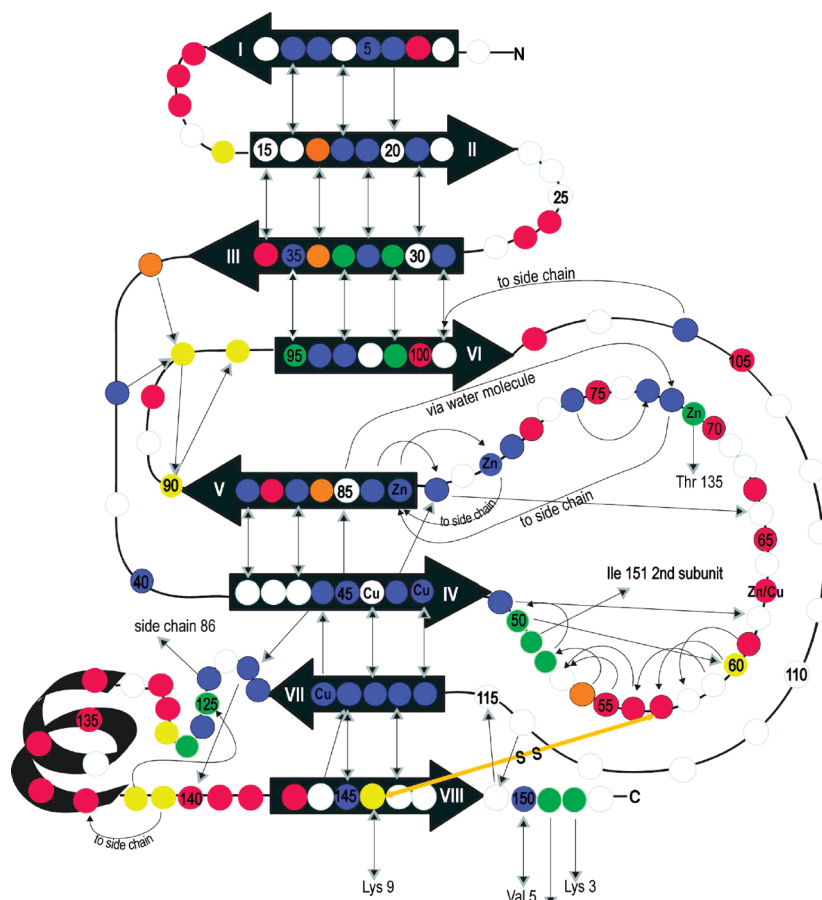 I
5
N
15
20
II
25
III
35
30
to side chain
95
100
VI
105
via water molecule
75
Zn
70
90
V
85
Zn
Zn
to side chain
to side chain
Thr 135
65
40
45
Cu
Cu
IV
Ile 151 2nd subunit
Zn/Cu
50
60
side chain 86
VII
Cu
125
115
55
110
135
S S
140
145
VIII
150
C
to side chain
Lys 9
Val 5
Lys 3